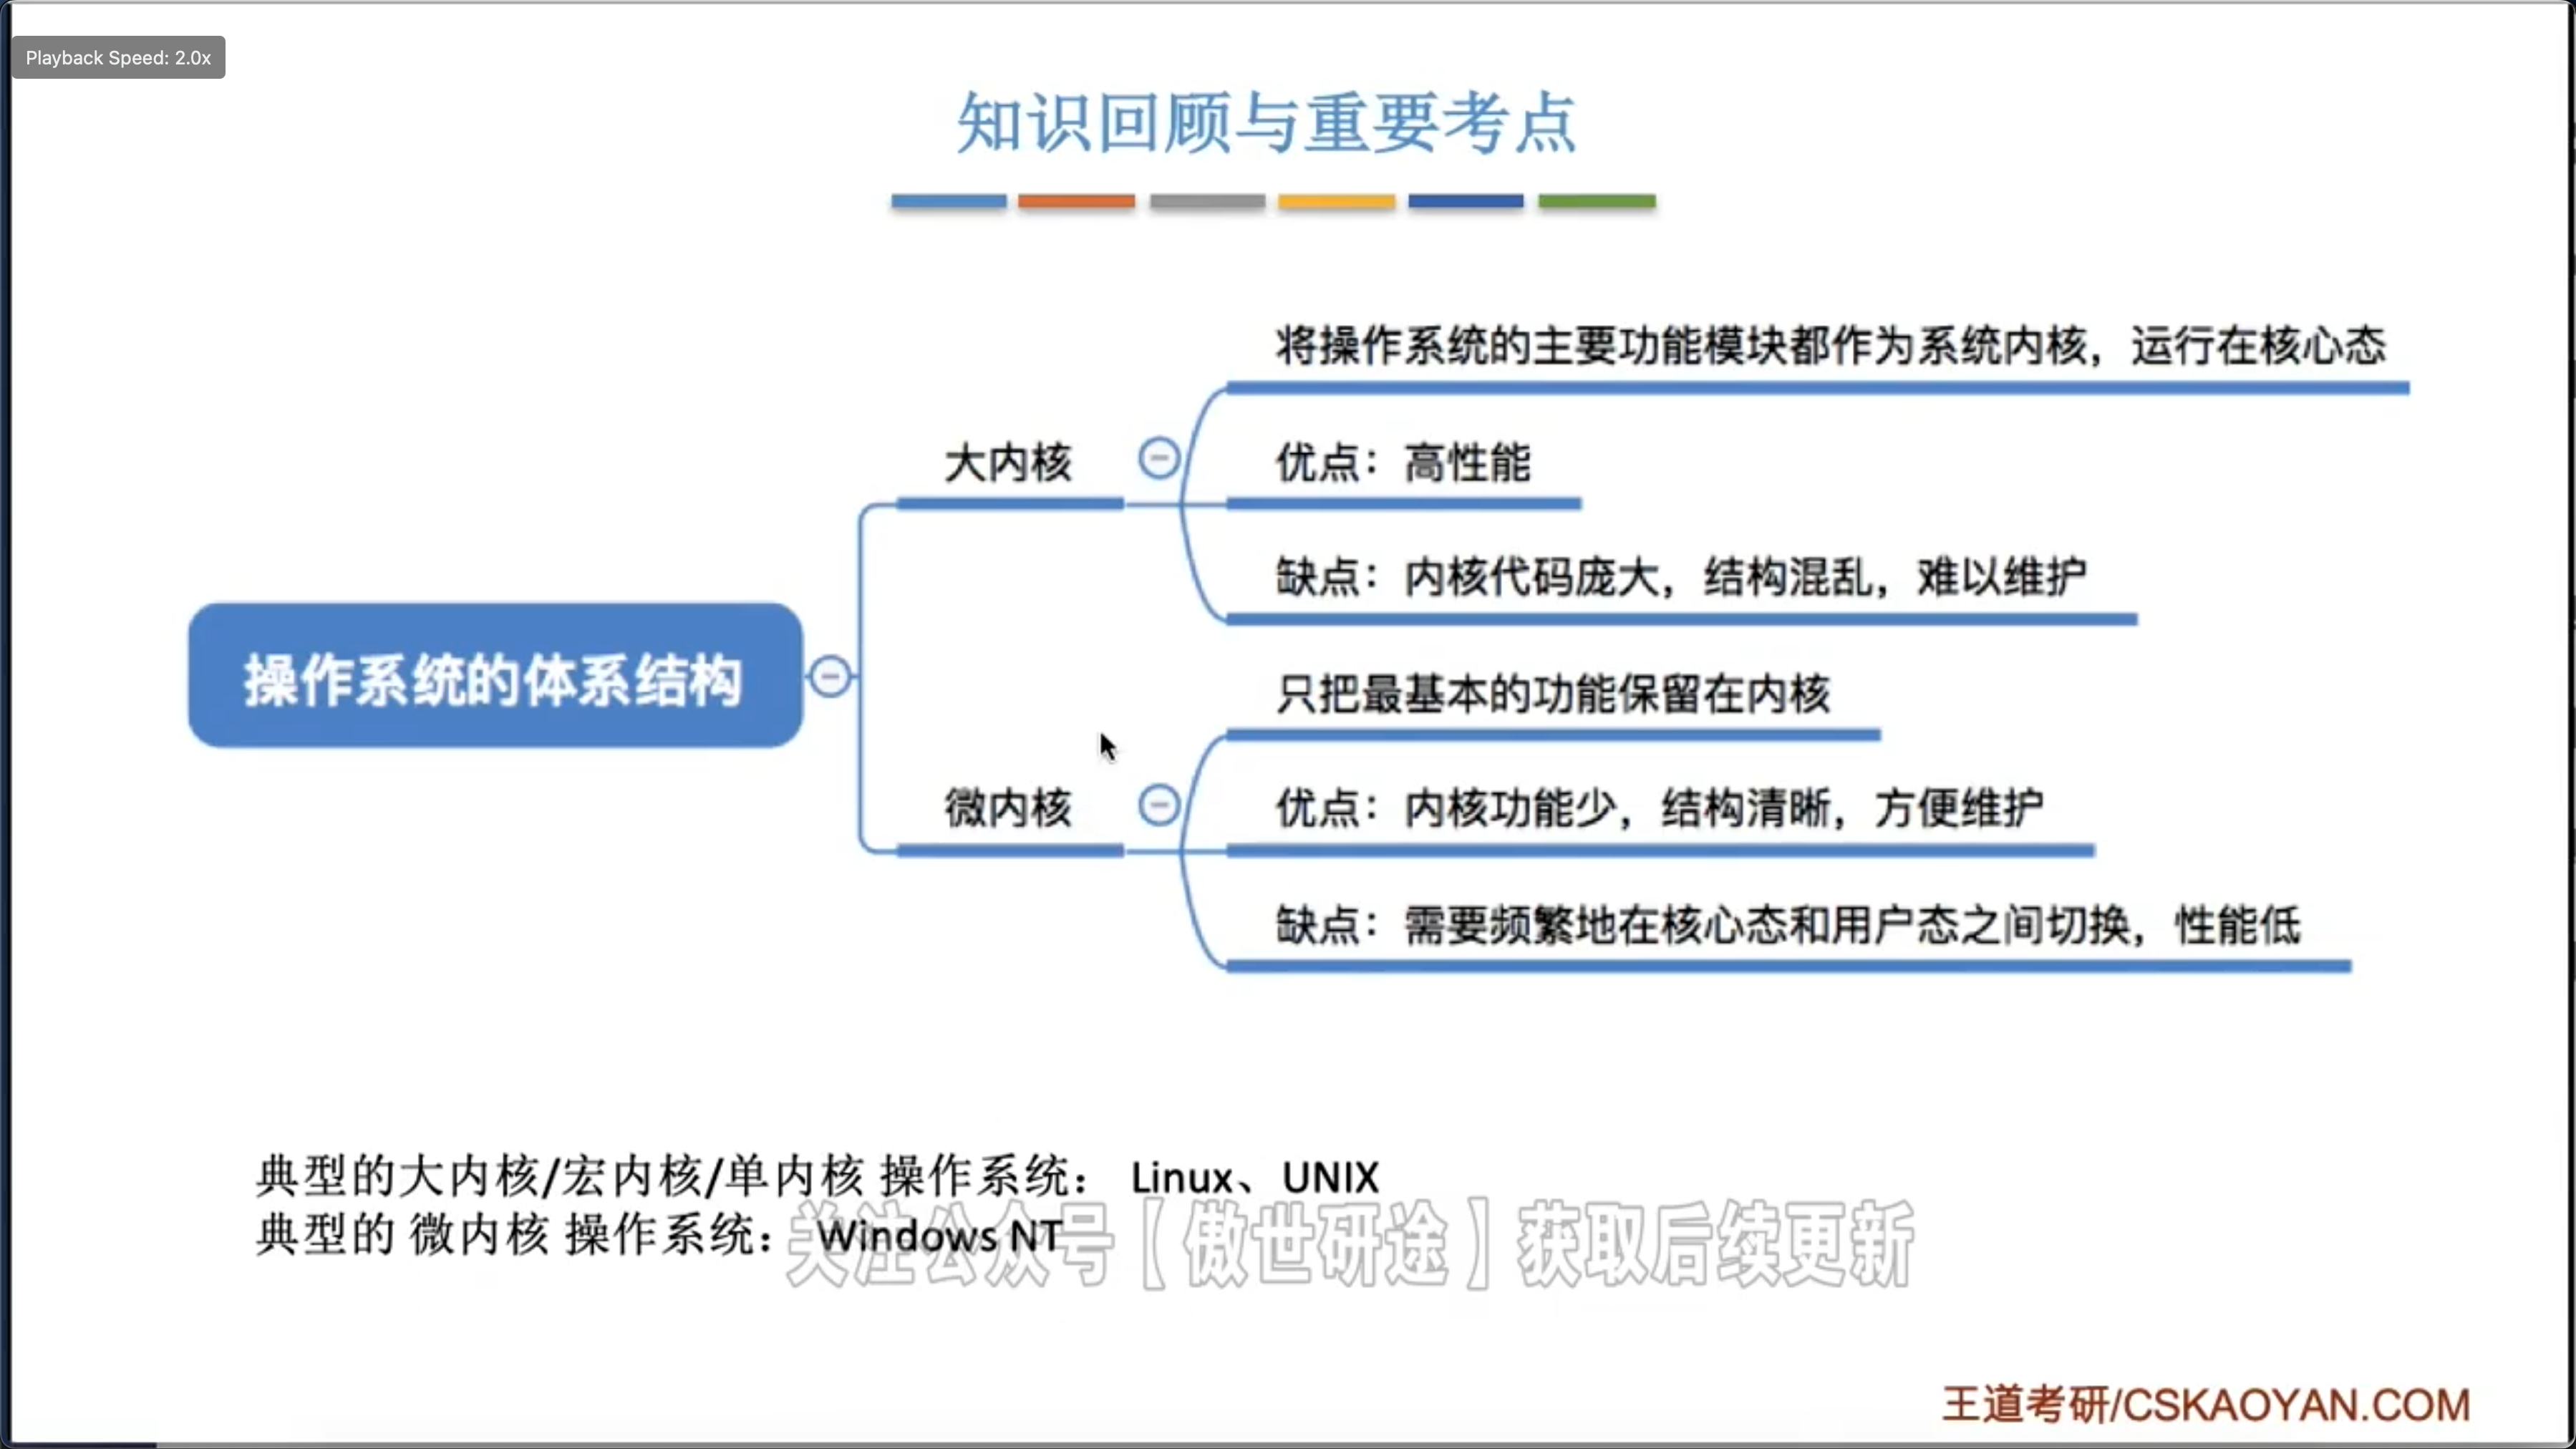 Playback Speed: 2.0x
知识回顾与重要考点
将操作系统的主要功能模块都作为系统内核，运行在核心态
大内核
优点：高性能
缺点：内核代码庞大，结构混乱，难以维护
操作系统的体系结构
只把最基本的功能保留在内核
微内核
优点：内核功能少，结构清晰，方便维护
缺点：需要频繁地在核心态和用户态之间切换，性能低
典型的大内核/宏内核/单内核 操作系统： Linux、UNIX
典型的 微内核 操作系统： Windows NT
关注公众号【傲世研途】获取后续更新
王道考研/CSKAOYAN.COM